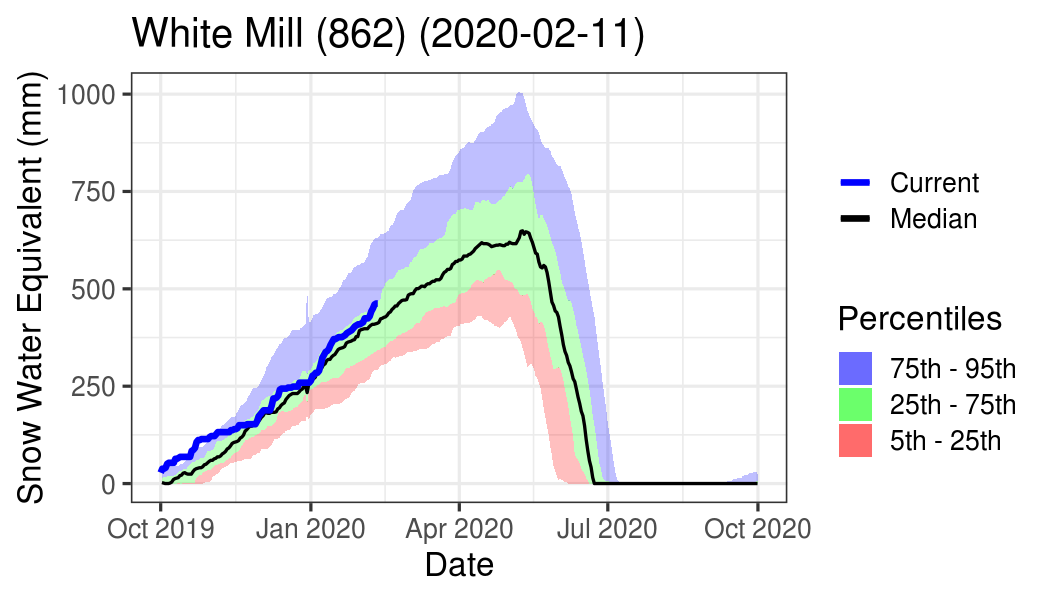 White Mill (862) (2020-02-11)
Snow Water Equivalent (mm)
1000
750
500
250
0
Oct 2019
Jan 2020
Apr 2020
Jul 2020
Oct 2020
Date
Current
Median
Percentiles
75th - 95th
25th - 75th
5th - 25th